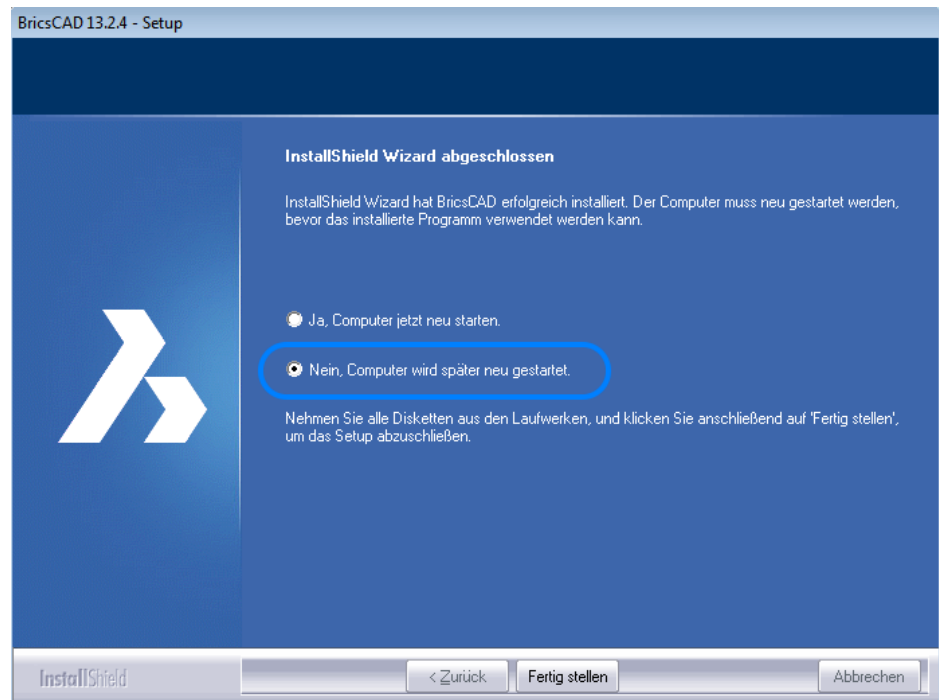 BricsCAD 13.2.4 - Setup
InstallShield Wizard abgeschlossen
InstallShield Wizard hat BricsCAD erfolgreich installiert. Der Computer muss neu gestartet werden,
bevor das installierte Programm verwendet werden kann.
Ja, Computer jetzt neu starten.
Nein, Computer wird später neu gestartet.
Nehmen Sie alle Disketten aus den Laufwerken, und klicken Sie anschließend auf 'Fertig stellen',
um das Setup abzuschließen.
InstallShield
< Zurück Fertig stellen Abbrechen